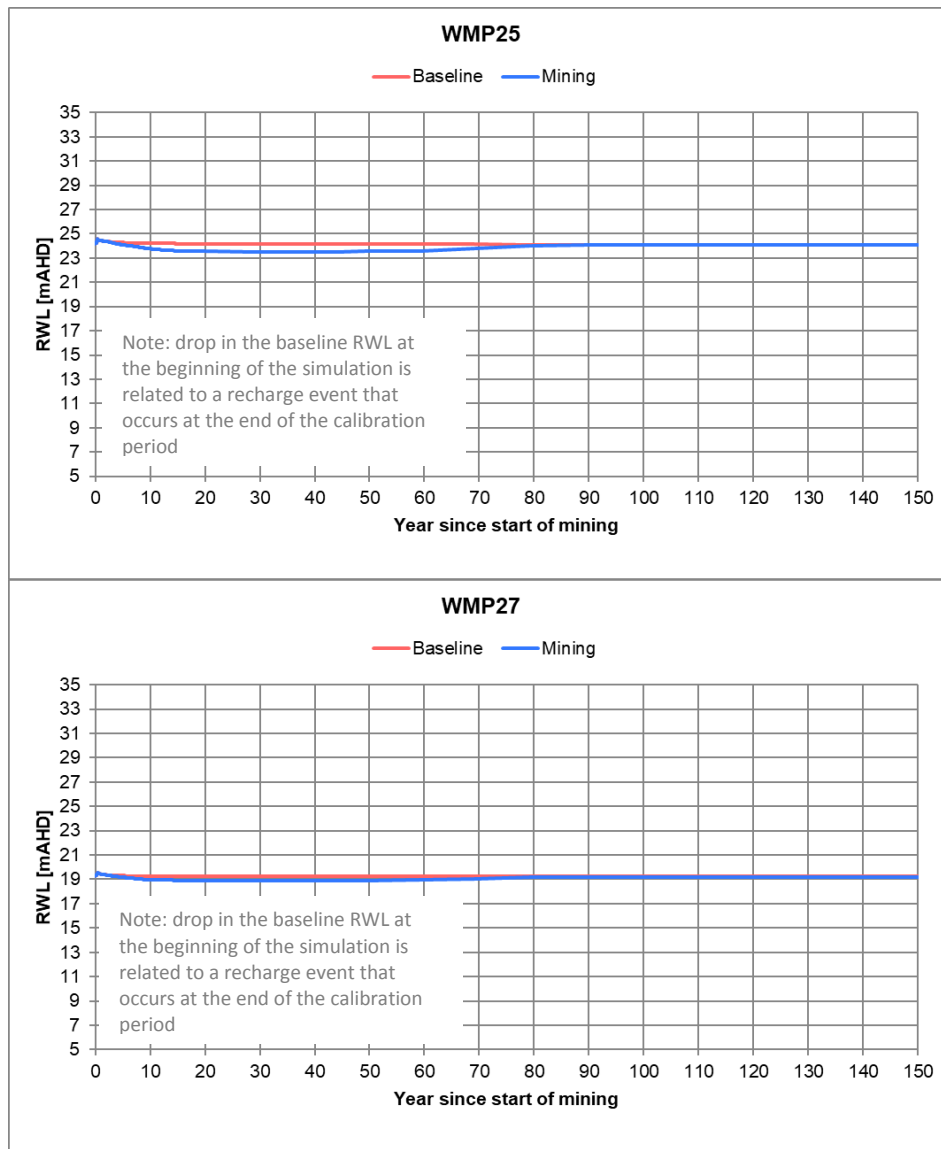 WMP25
Baseline Mining
35
33
31
29
27
25
23
21
19
17
15
13
11
9
7
5
RWL [mAHD]
Note: drop in the baseline RWL at
the beginning of the simulation is
related to a recharge event that
occurs at the end of the calibration
period
0 10 20 30 40 50 60 70 80 90 100 110 120 130 140 150
Year since start of mining
WMP27
Baseline Mining
35
33
31
29
27
25
23
21
19
17
15
13
11
9
7
5
RWL [mAHD]
Note: drop in the baseline RWL at
the beginning of the simulation is
related to a recharge event that
occurs at the end of the calibration
period
0 10 20 30 40 50 60 70 80 90 100 110 120 130 140 150
Year since start of mining